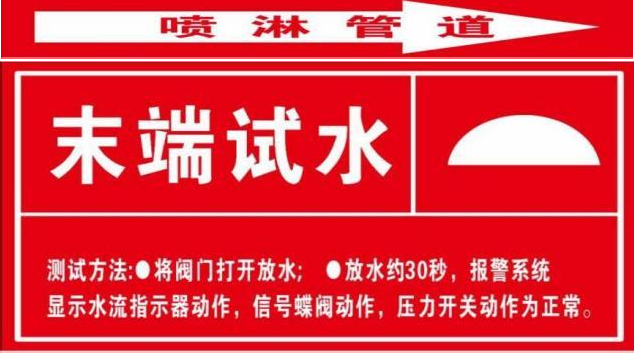 喷淋管道
末端试水
测试方法:●将阀门打开放水; ●放水约30秒，报警系统
显示水流指示器动作，信号蝶阀动作，压力开关动作为正常。